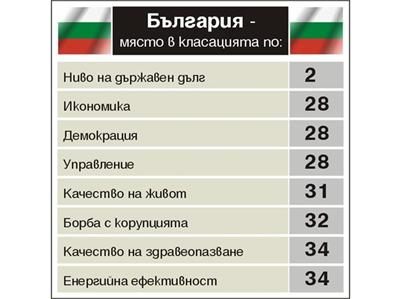 България -
място в класацията по:
Ниво на държавен дълг 2
Икономика 28
Демокрация 28
Управление 28
Качество на живот 31
Борба с корупцията 32
Качество на здравеопазване 34
Енергийна ефективност 34